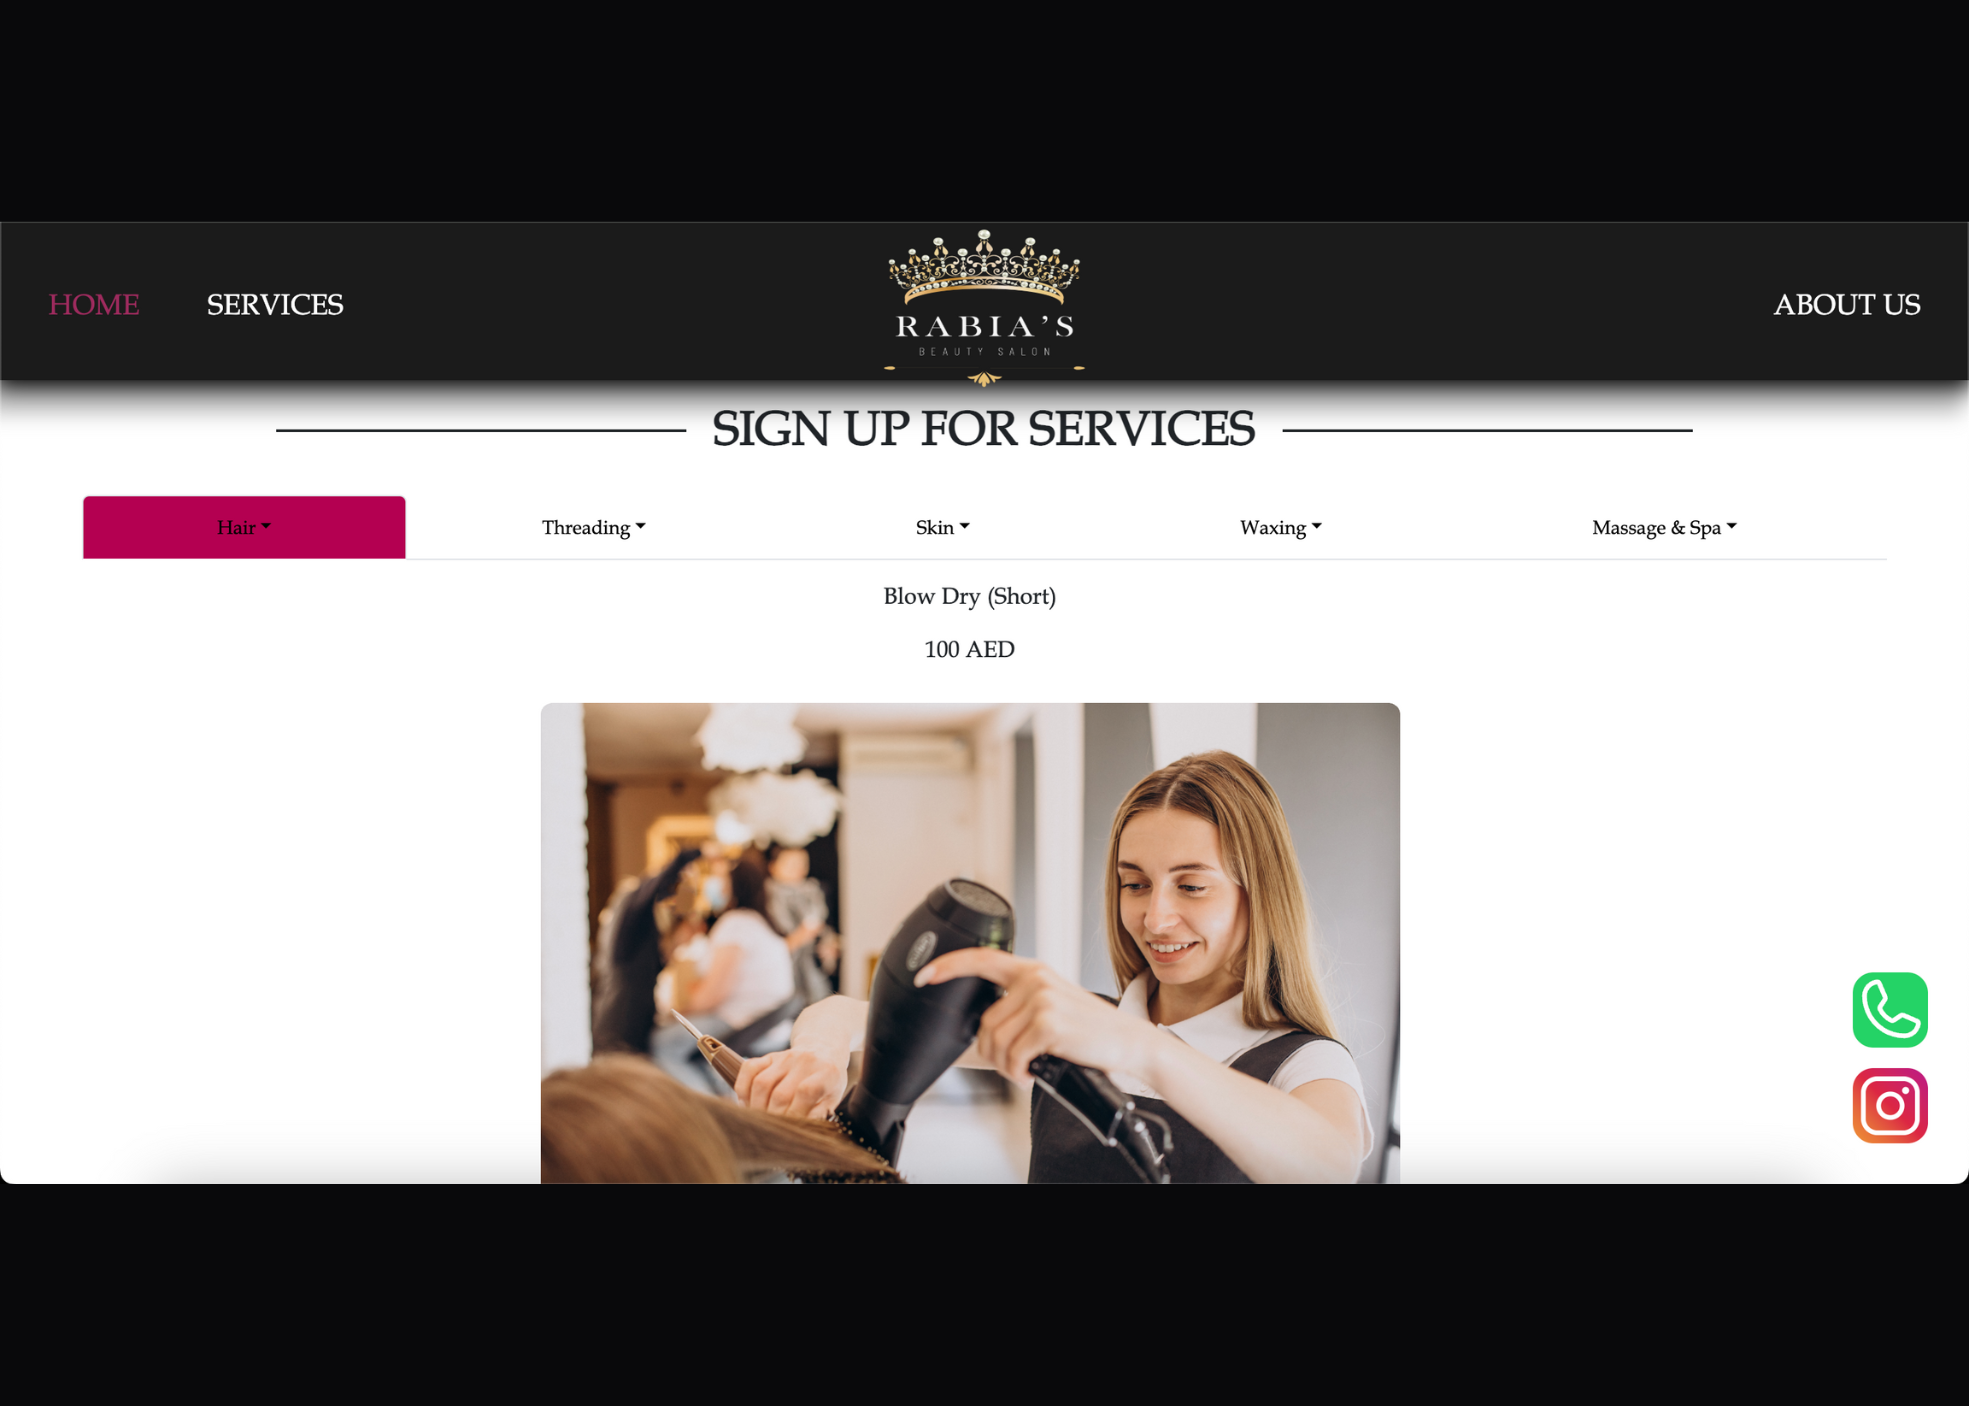 HOME
SERVICES
RABIA'S
BEAUTY SALON
ABOUT US
SIGN UP FOR SERVICES
Hair
Threading
Skin
Waxing
Massage & Spa
Blow Dry (Short)
100 AED